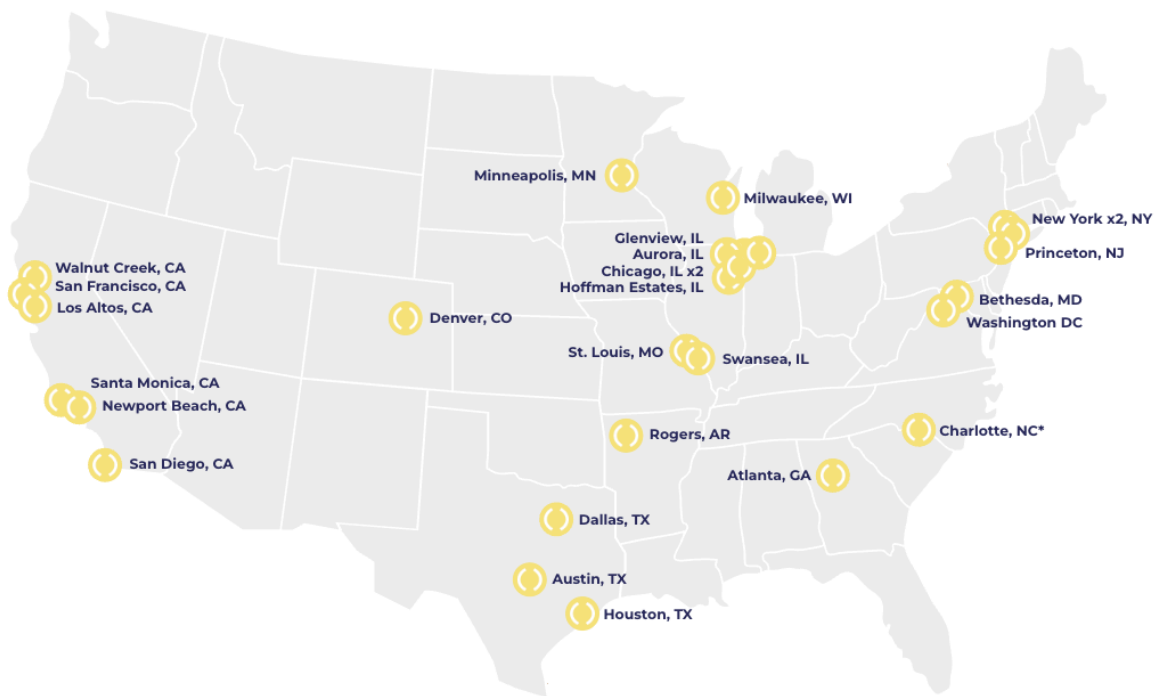 Minneapolis, MN
Milwaukee, WI
New York x2, NY
Glenview, IL
Aurora, IL
Princeton, NJ
Walnut Creek, CA
Chicago, IL x2
San Francisco, CA
Hoffman Estates, IL
Bethesda, MD
Los Altos, CA
Denver, CO
Washington DC
St. Louis, MO
Swansea, IL
Santa Monica, CA
Newport Beach, CA
Rogers, AR
Charlotte, NC*
San Diego, CA
Atlanta, GA
Dallas, TX
Austin, TX
Houston, TX